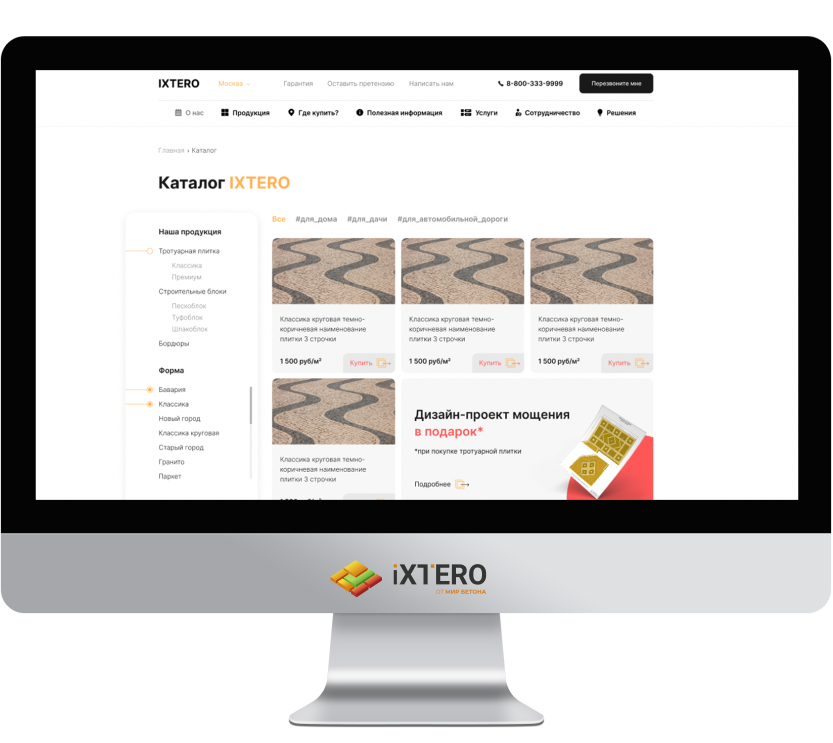 IXTERO
Москва
Гарантия Оставить претензию Написать нам
8-800-333-9999
Перезвоните мне
О нас Продукция Где купить? Полезная информация Услуги Сотрудничество Решения
Главная › Каталог
Каталог IXTERO
Все #для_дома #для_дачи #для_автомобильной_дороги
Наша продукция
Тротуарная плитка
Классика
Премиум
Строительные блоки
Пескоблок
Туфоблок
Шлакоблок
Бордюры
Форма
Бавария
Классика
Новый город
Классика круговая
Старый город
Гранито
Паркет
Классика круговая темно-
коричневая наименование
плитки 3 строчки
1 500 руб/м²
Купить
Классика круговая темно-
коричневая наименование
плитки 3 строчки
1 500 руб/м²
Купить
Классика круговая темно-
коричневая наименование
плитки 3 строчки
1 500 руб/м²
Купить
Классика круговая темно-
коричневая наименование
плитки 3 строчки
Дизайн-проект мощения
в подарок*
*при покупке тротуарной плитки
Подробнее
iXTERO
ОТ МИР БЕТОНА